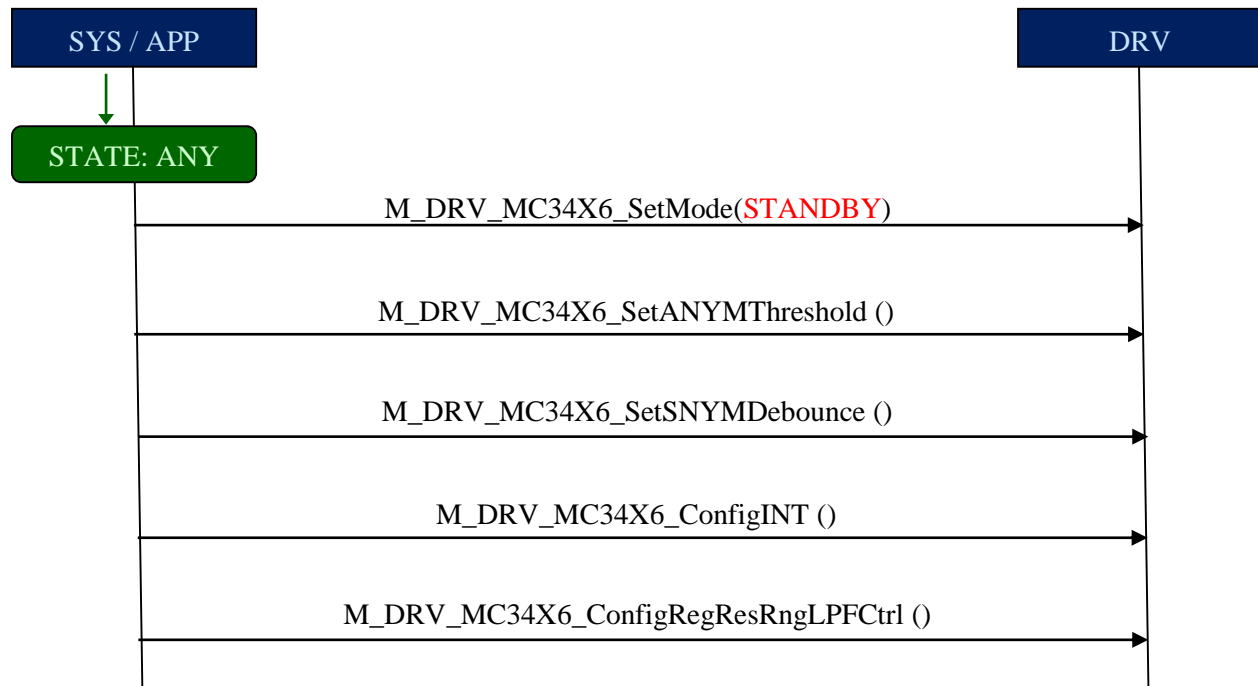 SYS / APP
DRV
STATE: ANY
M_DRV_MC34X6_SetMode(STANDBY)
M_DRV_MC34X6_SetANYMThreshold ()
M_DRV_MC34X6_SetSNYMDebounce ()
M_DRV_MC34X6_ConfigINT ()
M_DRV_MC34X6_ConfigRegResRngLPFCtrl ()